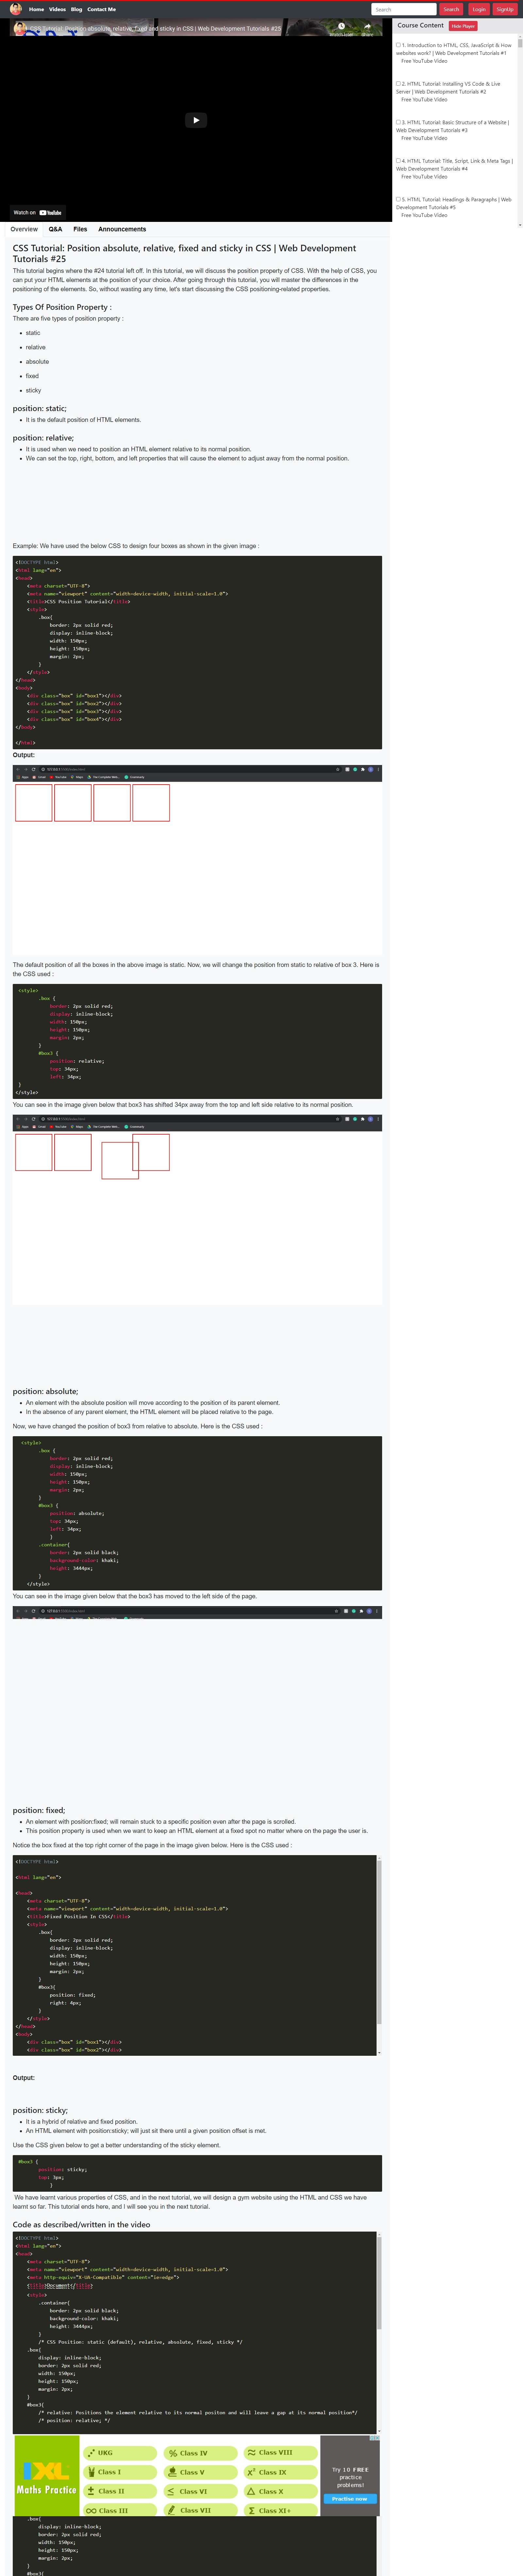 Home Videos Blog Contact Me
Search
Search
Login
SignUp
CSS Tutorial: Position absolute, relative, fixed and sticky in CSS | Web Development Tutorials #25
Watch later
Share
Watch on YouTube
Course Content
Hide Player
1. Introduction to HTML, CSS, JavaScript & How
websites work? | Web Development Tutorials #1
Free YouTube Video
2. HTML Tutorial: Installing VS Code & Live
Server | Web Development Tutorials #2
Free YouTube Video
3. HTML Tutorial: Basic Structure of a Website |
Web Development Tutorials #3
Free YouTube Video
4. HTML Tutorial: Title, Script, Link & Meta Tags |
Web Development Tutorials #4
Free YouTube Video
5. HTML Tutorial: Headings & Paragraphs | Web
Development Tutorials #5
Free YouTube Video
Overview Q&A Files Announcements
CSS Tutorial: Position absolute, relative, fixed and sticky in CSS | Web Development
Tutorials #25
This tutorial begins where the #24 tutorial left off. In this tutorial, we will discuss the position property of CSS. With the help of CSS, you
can put your HTML elements at the position of your choice. After going through this tutorial, you will master the differences in the
positioning of the elements. So, without wasting any time, let's start discussing the CSS positioning-related properties.
Types Of Position Property :
There are five types of position property :
static
relative
absolute
fixed
sticky
position: static;
It is the default position of HTML elements.
position: relative;
It is used when we need to position an HTML element relative to its normal position.
We can set the top, right, bottom, and left properties that will cause the element to adjust away from the normal position.
Example: We have used the below CSS to design four boxes as shown in the given image :
<!DOCTYPE html>
<html lang="en">
<head>
<meta charset="UTF-8">
<meta name="viewport" content="width=device-width, initial-scale=1.0">
<title>CSS Position Tutorial</title>
<style>
.box{
border: 2px solid red;
display: inline-block;
width: 150px;
height: 150px;
margin: 2px;
}
</style>
</head>
<body>
<div class="box" id="box1"></div>
<div class="box" id="box2"></div>
<div class="box" id="box3"></div>
<div class="box" id="box4"></div>
</body>
</html>
Output:
The default position of all the boxes in the above image is static. Now, we will change the position from static to relative of box 3. Here is
the CSS used :
<style>
.box {
border: 2px solid red;
display: inline-block;
width: 150px;
height: 150px;
margin: 2px;
}
#box3 {
position: relative;
top: 34px;
left: 34px;
}
</style>
You can see in the image given below that box3 has shifted 34px away from the top and left side relative to its normal position.
position: absolute;
An element with the absolute position will move according to the position of its parent element.
In the absence of any parent element, the HTML element will be placed relative to the page.
Now, we have changed the position of box3 from relative to absolute. Here is the CSS used :
<style>
.box {
border: 2px solid red;
display: inline-block;
width: 150px;
height: 150px;
margin: 2px;
}
#box3 {
position: absolute;
top: 34px;
left: 34px;
}
.container{
border: 2px solid black;
background-color: khaki;
height: 3444px;
}
</style>
You can see in the image given below that the box3 has moved to the left side of the page.
position: fixed;
An element with position:fixed; will remain stuck to a specific position even after the page is scrolled.
This position property is used when we want to keep an HTML element at a fixed spot no matter where on the page the user is.
Notice the box fixed at the top right corner of the page in the image given below. Here is the CSS used :
<!DOCTYPE html>
<html lang="en">
<head>
<meta charset="UTF-8">
<meta name="viewport" content="width=device-width, initial-scale=1.0">
<title>Fixed Position In CSS</title>
<style>
.box{
border: 2px solid red;
display: inline-block;
width: 150px;
height: 150px;
margin: 2px;
}
#box3{
position: fixed;
right: 4px;
}
</style>
</head>
<body>
<div class="box" id="box1"></div>
<div class="box" id="box2"></div>
Output:
position: sticky;
It is a hybrid of relative and fixed position.
An HTML element with position:sticky; will just sit there until a given position offset is met.
Use the CSS given below to get a better understanding of the sticky element.
#box3 {
position: sticky;
top: 3px;
}
We have learnt various properties of CSS, and in the next tutorial, we will design a gym website using the HTML and CSS we have
learnt so far. This tutorial ends here, and I will see you in the next tutorial.
Code as described/written in the video
<!DOCTYPE html>
<html lang="en">
<head>
<meta charset="UTF-8">
<meta name="viewport" content="width=device-width, initial-scale=1.0">
<meta http-equiv="X-UA-Compatible" content="ie=edge">
<title>Document</title>
<style>
.container{
border: 2px solid black;
background-color: khaki;
height: 3444px;
}
/* CSS Position: static (default), relative, absolute, fixed, sticky */
.box{
display: inline-block;
border: 2px solid red;
width: 150px;
height: 150px;
margin: 2px;
}
#box3{
/* relative: Positions the element relative to its normal positon and will leave a gap at its normal position*/
/* position: relative; */
IXL
Maths Practice
UKG Class IV Class VIII
Class I Class V Class IX
Class II Class VI Class X
Class III Class VII Class XI+
Try 10 FREE
practice
problems!
Practise now
.box{
display: inline-block;
border: 2px solid red;
width: 150px;
height: 150px;
margin: 2px;
}
#box3{